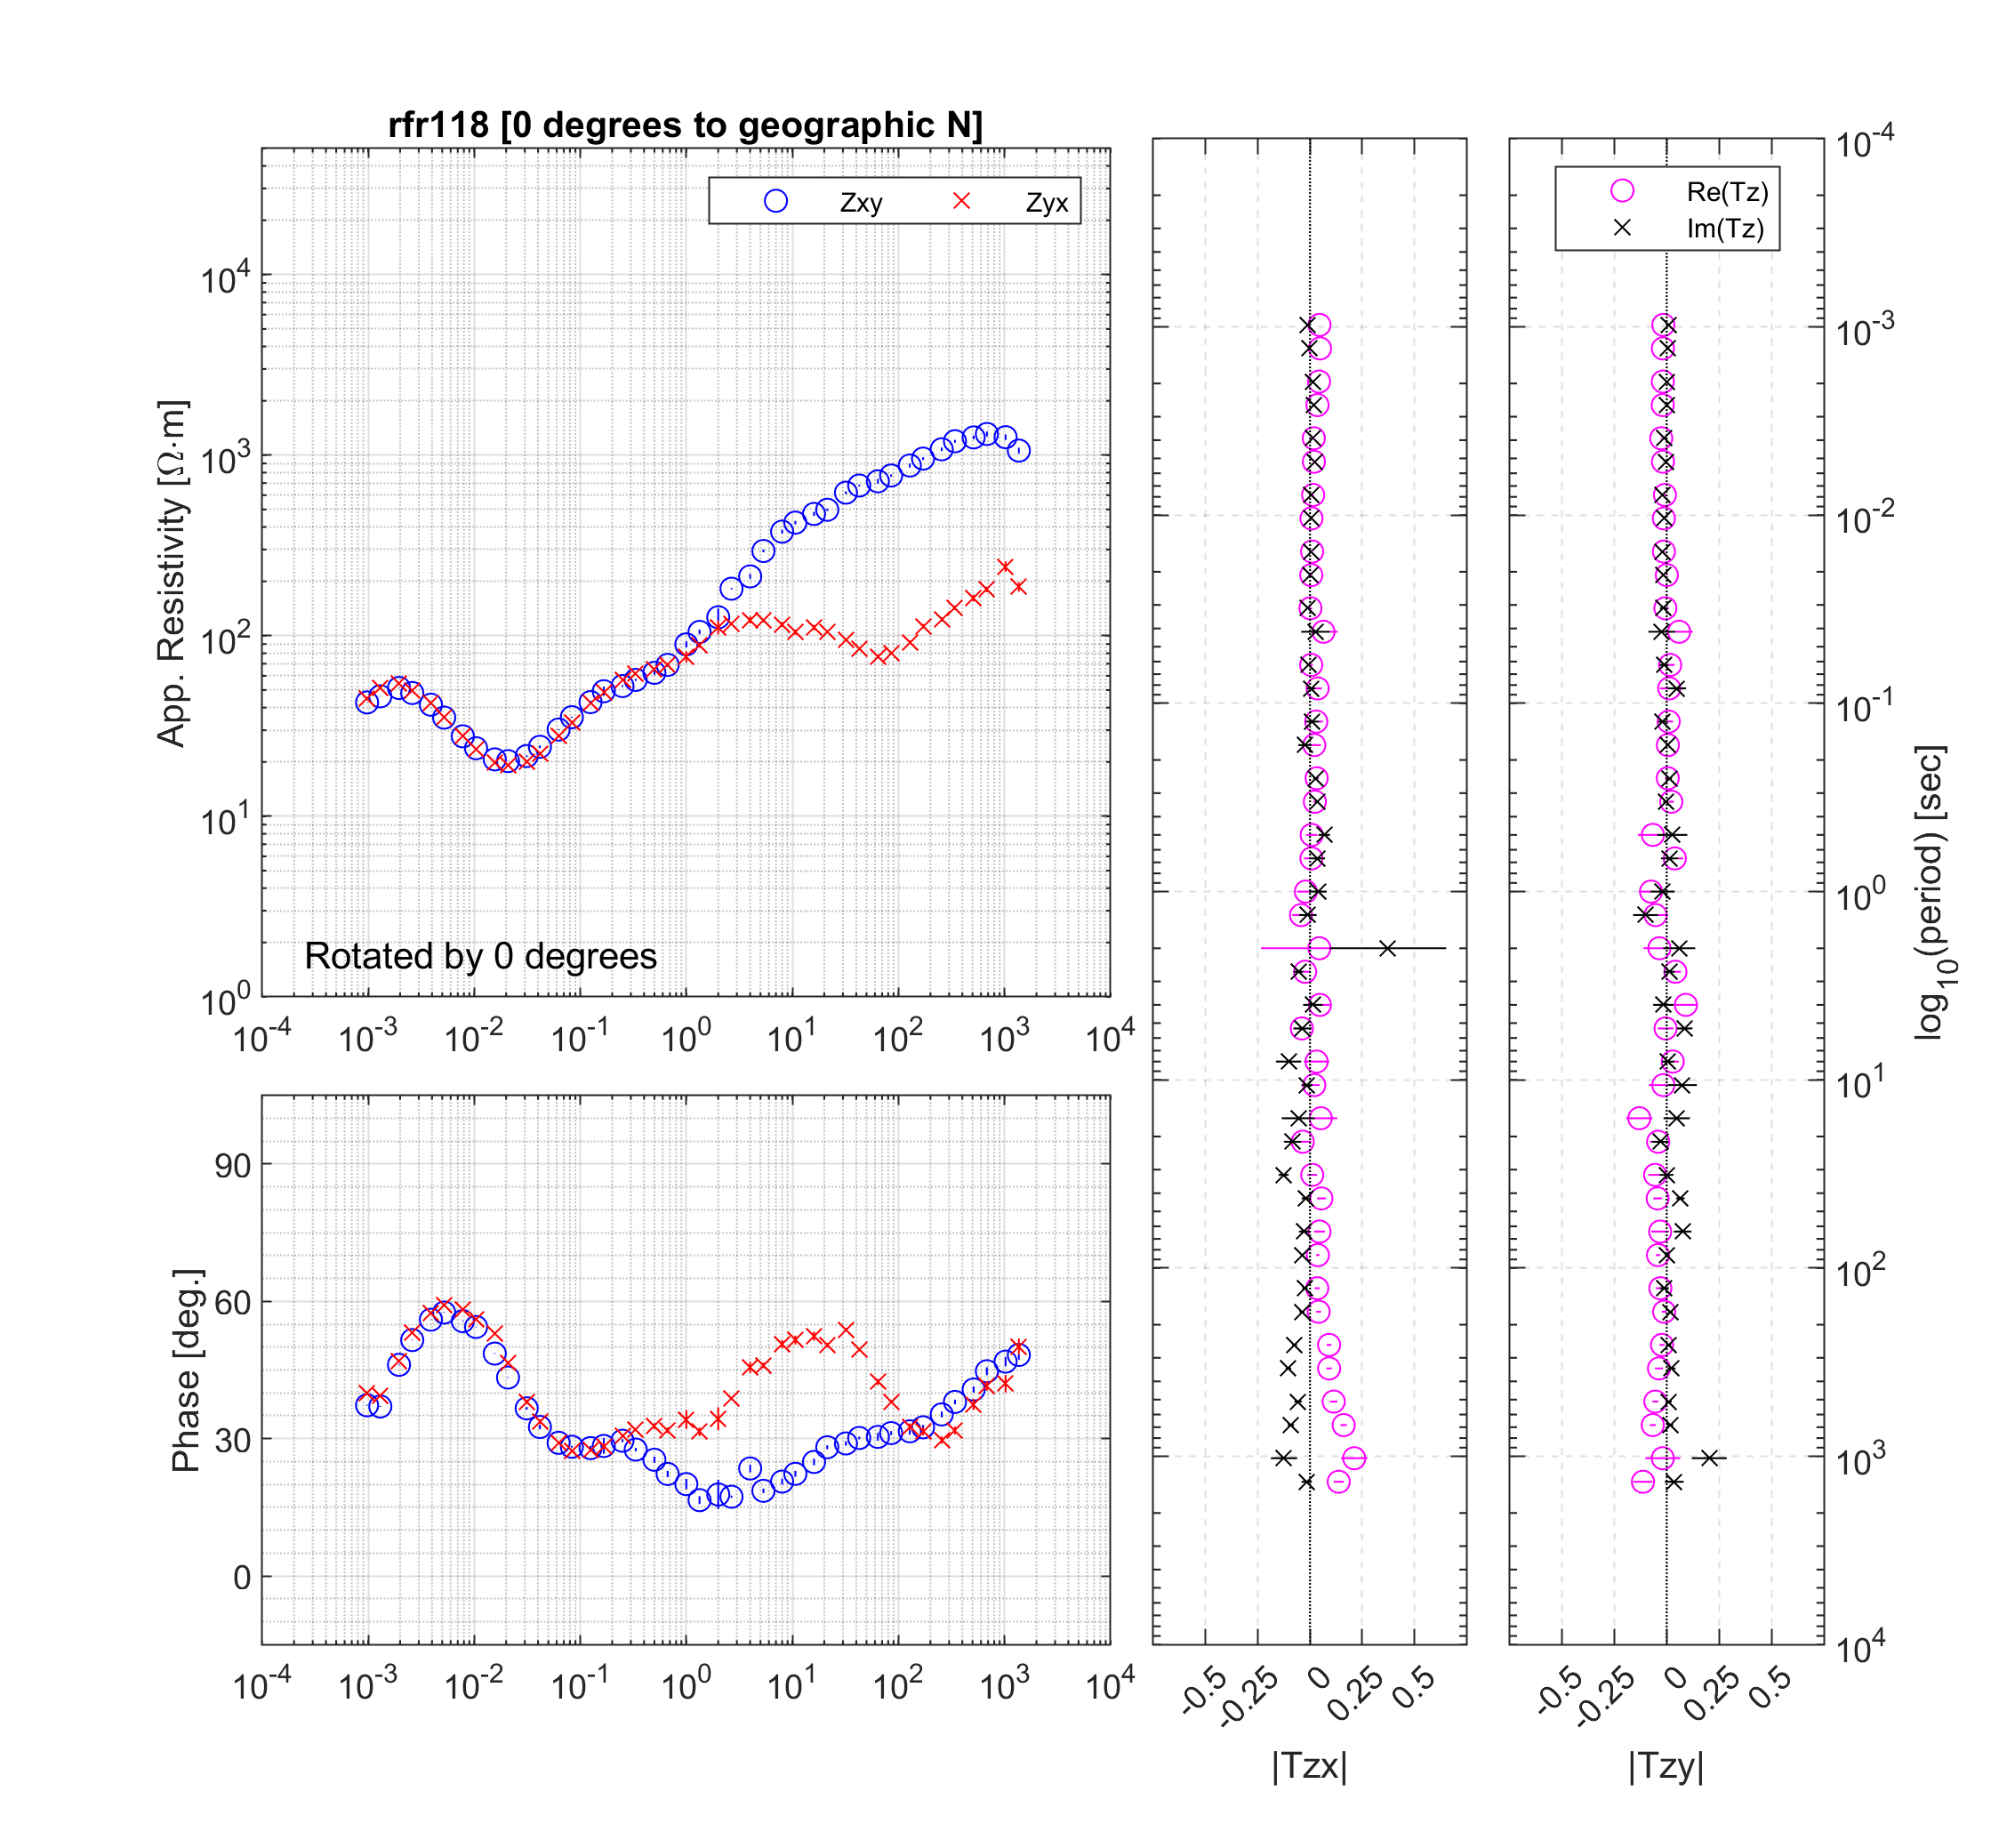 rfr118 [0 degrees to geographic N]
Zxy Zyx
App. Resistivity [Ω·m]
10^4
10^3
10^2
10^1
10^0
Rotated by 0 degrees
10^-4 10^-3 10^-2 10^-1 10^0 10^1 10^2 10^3 10^4
Phase [deg.]
90
60
30
0
10^-4 10^-3 10^-2 10^-1 10^0 10^1 10^2 10^3 10^4
-0.5 -0.25 0 0.25 0.5
|Tzx|
Re(Tz)
Im(Tz)
-0.5 -0.25 0 0.25 0.5
|Tzy|
10^-4
10^-3
10^-2
10^-1
10^0
10^1
10^2
10^3
10^4
log_10(period) [sec]